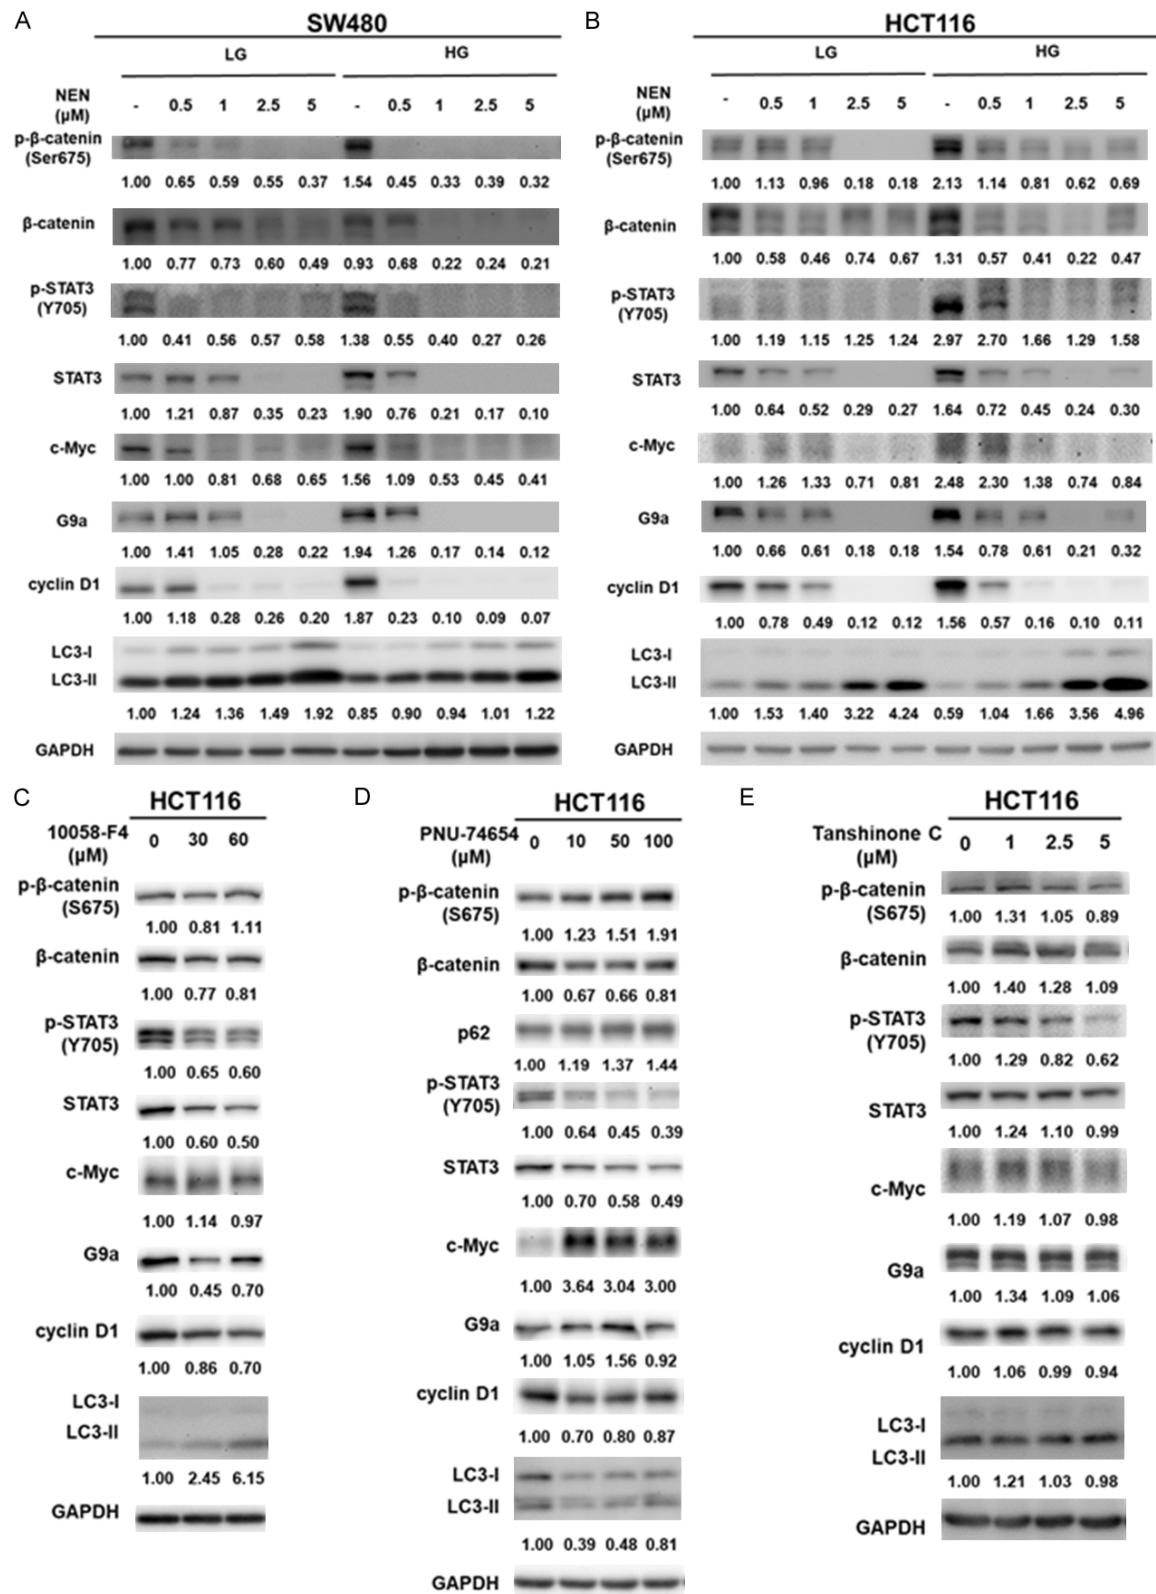 A
SW480
LG HG
NEN (μM) - 0.5 1 2.5 5 - 0.5 1 2.5 5
p-β-catenin (Ser675)
1.00 0.65 0.59 0.55 0.37 1.54 0.45 0.33 0.39 0.32
β-catenin
1.00 0.77 0.73 0.60 0.49 0.93 0.68 0.22 0.24 0.21
p-STAT3 (Y705)
1.00 0.41 0.56 0.57 0.58 1.38 0.55 0.40 0.27 0.26
STAT3
1.00 1.21 0.87 0.35 0.23 1.90 0.76 0.21 0.17 0.10
c-Myc
1.00 1.00 0.81 0.68 0.65 1.56 1.09 0.53 0.45 0.41
G9a
1.00 1.41 1.05 0.28 0.22 1.94 1.26 0.17 0.14 0.12
cyclin D1
1.00 1.18 0.28 0.26 0.20 1.87 0.23 0.10 0.09 0.07
LC3-I
LC3-II
1.00 1.24 1.36 1.49 1.92 0.85 0.90 0.94 1.01 1.22
GAPDH
B
HCT116
LG HG
NEN (μM) - 0.5 1 2.5 5 - 0.5 1 2.5 5
p-β-catenin (Ser675)
1.00 1.13 0.96 0.18 0.18 2.13 1.14 0.81 0.62 0.69
β-catenin
1.00 0.58 0.46 0.74 0.67 1.31 0.57 0.41 0.22 0.47
p-STAT3 (Y705)
1.00 1.19 1.15 1.25 1.24 2.97 2.70 1.66 1.29 1.58
STAT3
1.00 0.64 0.52 0.29 0.27 1.64 0.72 0.45 0.24 0.30
c-Myc
1.00 1.26 1.33 0.71 0.81 2.48 2.30 1.38 0.74 0.84
G9a
1.00 0.66 0.61 0.18 0.18 1.54 0.78 0.61 0.21 0.32
cyclin D1
1.00 0.78 0.49 0.12 0.12 1.56 0.57 0.16 0.10 0.11
LC3-I
LC3-II
1.00 1.53 1.40 3.22 4.24 0.59 1.04 1.66 3.56 4.96
GAPDH
C
HCT116
10058-F4 (μM) 0 30 60
p-β-catenin (S675)
1.00 0.81 1.11
β-catenin
1.00 0.77 0.81
p-STAT3 (Y705)
1.00 0.65 0.60
STAT3
1.00 0.60 0.50
c-Myc
1.00 1.14 0.97
G9a
1.00 0.45 0.70
cyclin D1
1.00 0.86 0.70
LC3-I
LC3-II
1.00 2.45 6.15
GAPDH
D
HCT116
PNU-74654 (μM) 0 10 50 100
p-β-catenin (S675)
1.00 1.23 1.51 1.91
β-catenin
1.00 0.67 0.66 0.81
p62
1.00 1.19 1.37 1.44
p-STAT3 (Y705)
1.00 0.64 0.45 0.39
STAT3
1.00 0.70 0.58 0.49
c-Myc
1.00 3.64 3.04 3.00
G9a
1.00 1.05 1.56 0.92
cyclin D1
1.00 0.70 0.80 0.87
LC3-I
LC3-II
1.00 0.39 0.48 0.81
GAPDH
E
HCT116
Tanshinone C (μM) 0 1 2.5 5
p-β-catenin (S675)
1.00 1.31 1.05 0.89
β-catenin
1.00 1.40 1.28 1.09
p-STAT3 (Y705)
1.00 1.29 0.82 0.62
STAT3
1.00 1.24 1.10 0.99
c-Myc
1.00 1.19 1.07 0.98
G9a
1.00 1.34 1.09 1.06
cyclin D1
1.00 1.06 0.99 0.94
LC3-I
LC3-II
1.00 1.21 1.03 0.98
GAPDH